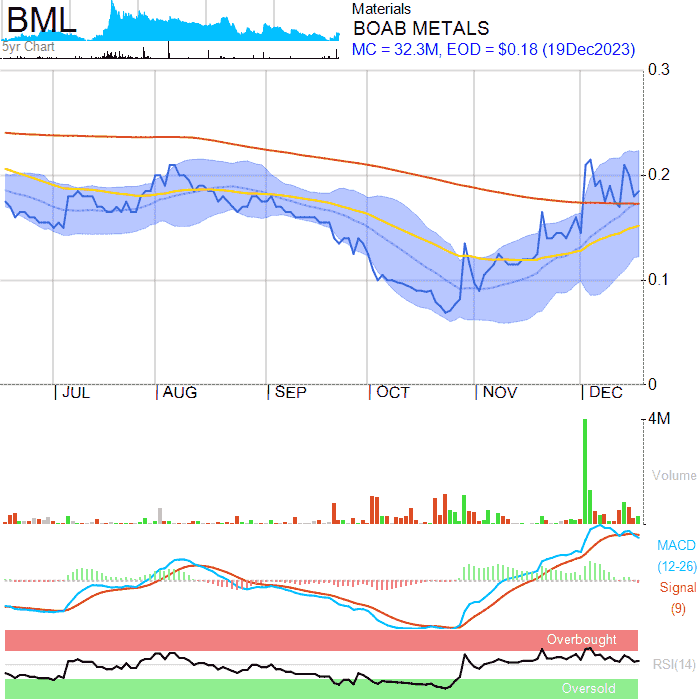 BML
5yr Chart
Materials
BOAB METALS
MC = 32.3M, EOD = $0.18 (19Dec2023)
0.3
0.2
0.1
0
JUL
AUG
SEP
OCT
NOV
DEC
4M
Volume
MACD
(12-26)
Signal
(9)
Overbought
RSI(14)
Oversold